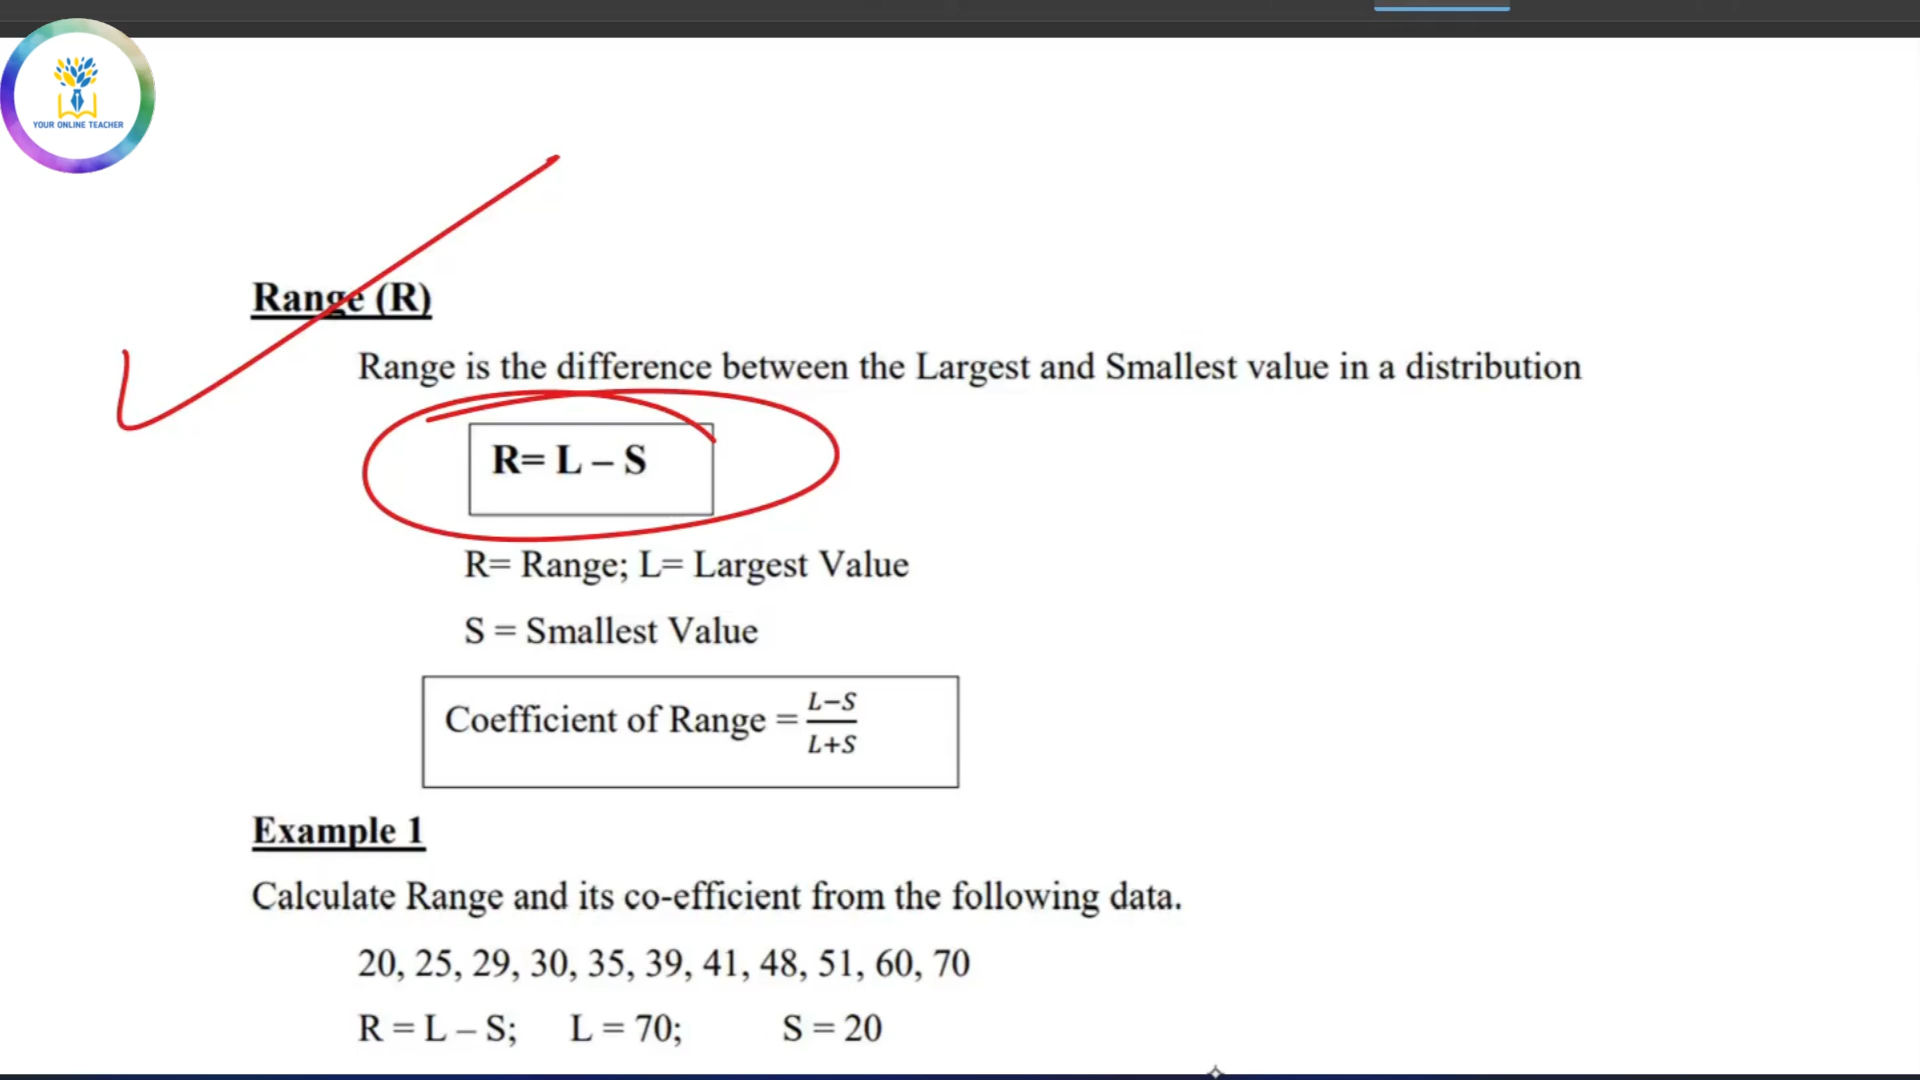 YOUR ONLINE TEACHER
Range (R)
Range is the difference between the Largest and Smallest value in a distribution
R= L – S
R= Range; L= Largest Value
S = Smallest Value
Coefficient of Range = \frac{L−S}{L+S}
Example 1
Calculate Range and its co-efficient from the following data.
20, 25, 29, 30, 35, 39, 41, 48, 51, 60, 70
R = L – S; L = 70; S = 20